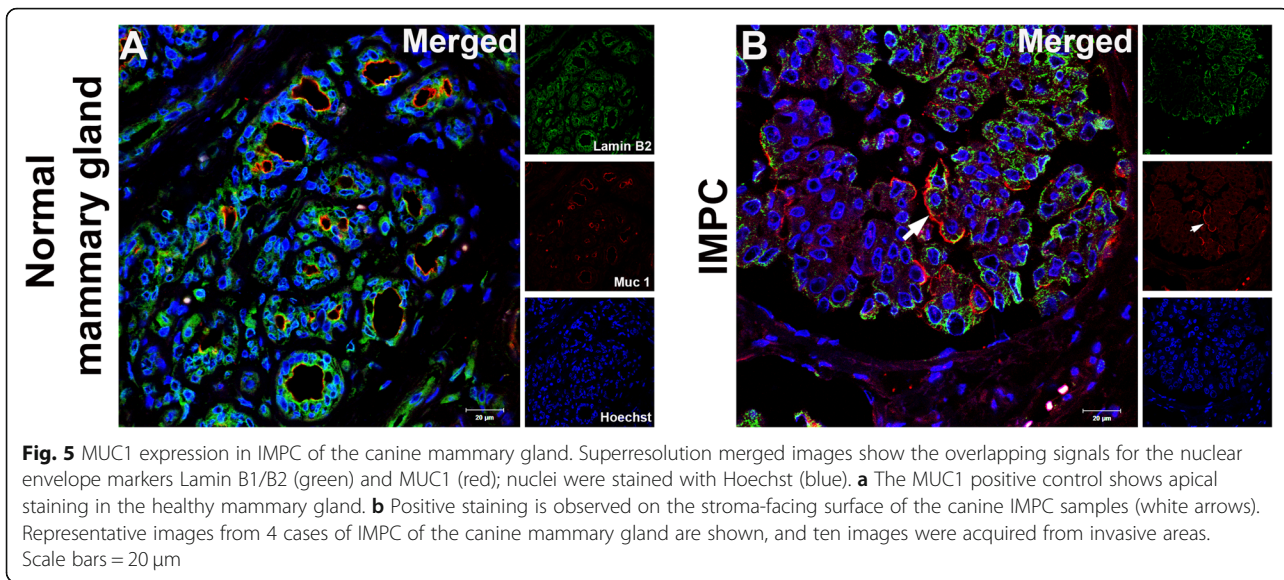 Normal
mammary gland
A
Merged
Lamin B2
Muc 1
Hoechst
20 µm
IMPC
B
Merged
20 µm
Fig. 5 MUC1 expression in IMPC of the canine mammary gland. Superresolution merged images show the overlapping signals for the nuclear
envelope markers Lamin B1/B2 (green) and MUC1 (red); nuclei were stained with Hoechst (blue). a The MUC1 positive control shows apical
staining in the healthy mammary gland. b Positive staining is observed on the stroma-facing surface of the canine IMPC samples (white arrows).
Representative images from 4 cases of IMPC of the canine mammary gland are shown, and ten images were acquired from invasive areas.
Scale bars = 20 µm